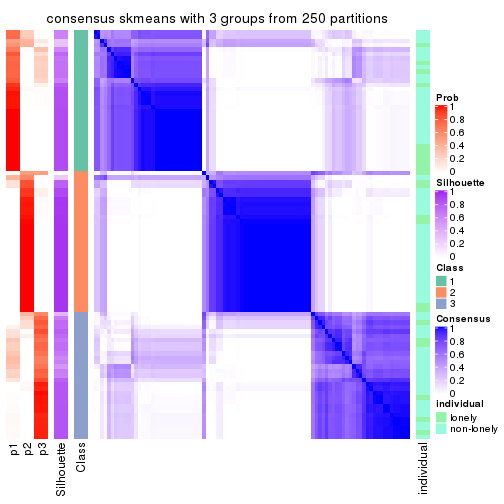 consensus skmeans with 3 groups from 250 partitions
Prob
1
0.8
0.6
0.4
0.2
0
Silhouette
1
0.8
0.6
0.4
0.2
0
Class
1
2
3
Consensus
1
0.8
0.6
0.4
0.2
0
individual
lonely
non-lonely
p1
p2
p3
Silhouette
Class
individual